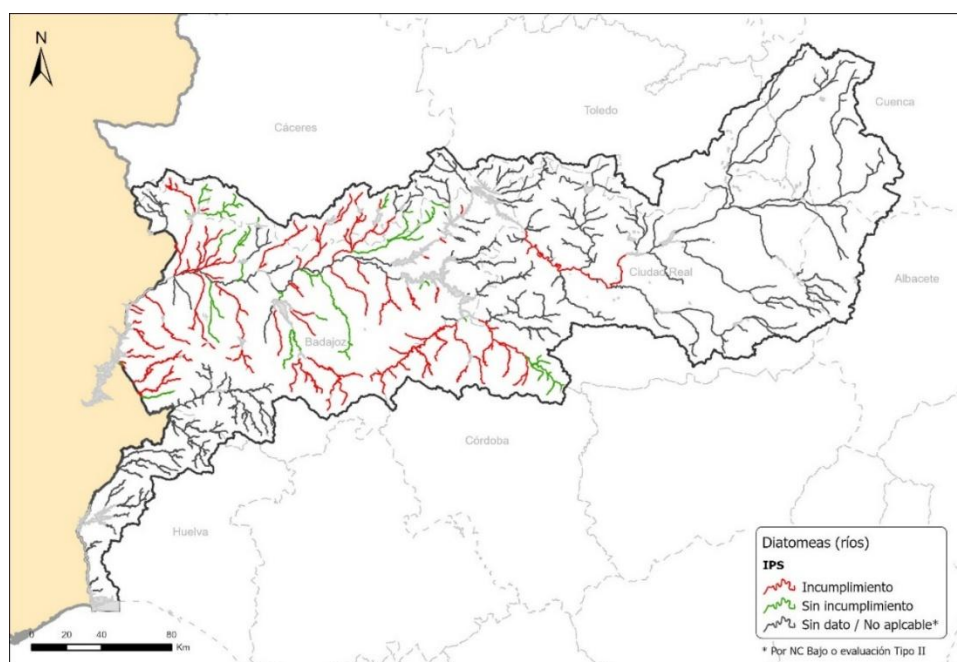 N
Cáceres
Toledo
Cuenca
Ciudad Real
Albacete
Badajoz
Córdoba
Huelva
Diatomeas (ríos)
IPS
Incumplimiento
Sin incumplimiento
Sin dato / No aplcable*
* Por NC Bajo o evaluación Tipo II
0 20 40 80
Km